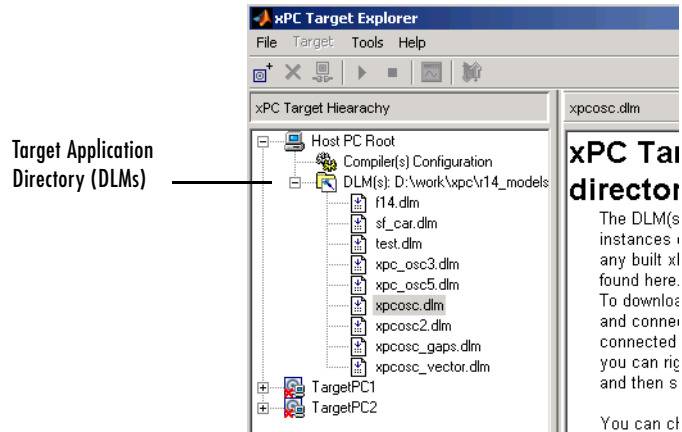 xPC Target Explorer
File Target Tools Help
xPC Target Hiearachy
xpcosc.dlm
Target Application
Directory (DLMs)
Host PC Root
Compiler(s) Configuration
DLM(s): D:\work\xpc\r14_models
f14.dlm
sf_car.dlm
test.dlm
xpc_osc3.dlm
xpc_osc5.dlm
xpcosc.dlm
xpcosc2.dlm
xpcosc_gaps.dlm
xpcosc_vector.dlm
TargetPC1
TargetPC2
xPC Tar
director
The DLM(s
instances
any built x
found here.
To downloa
and connec
connected
you can rig
and then s
You can ch